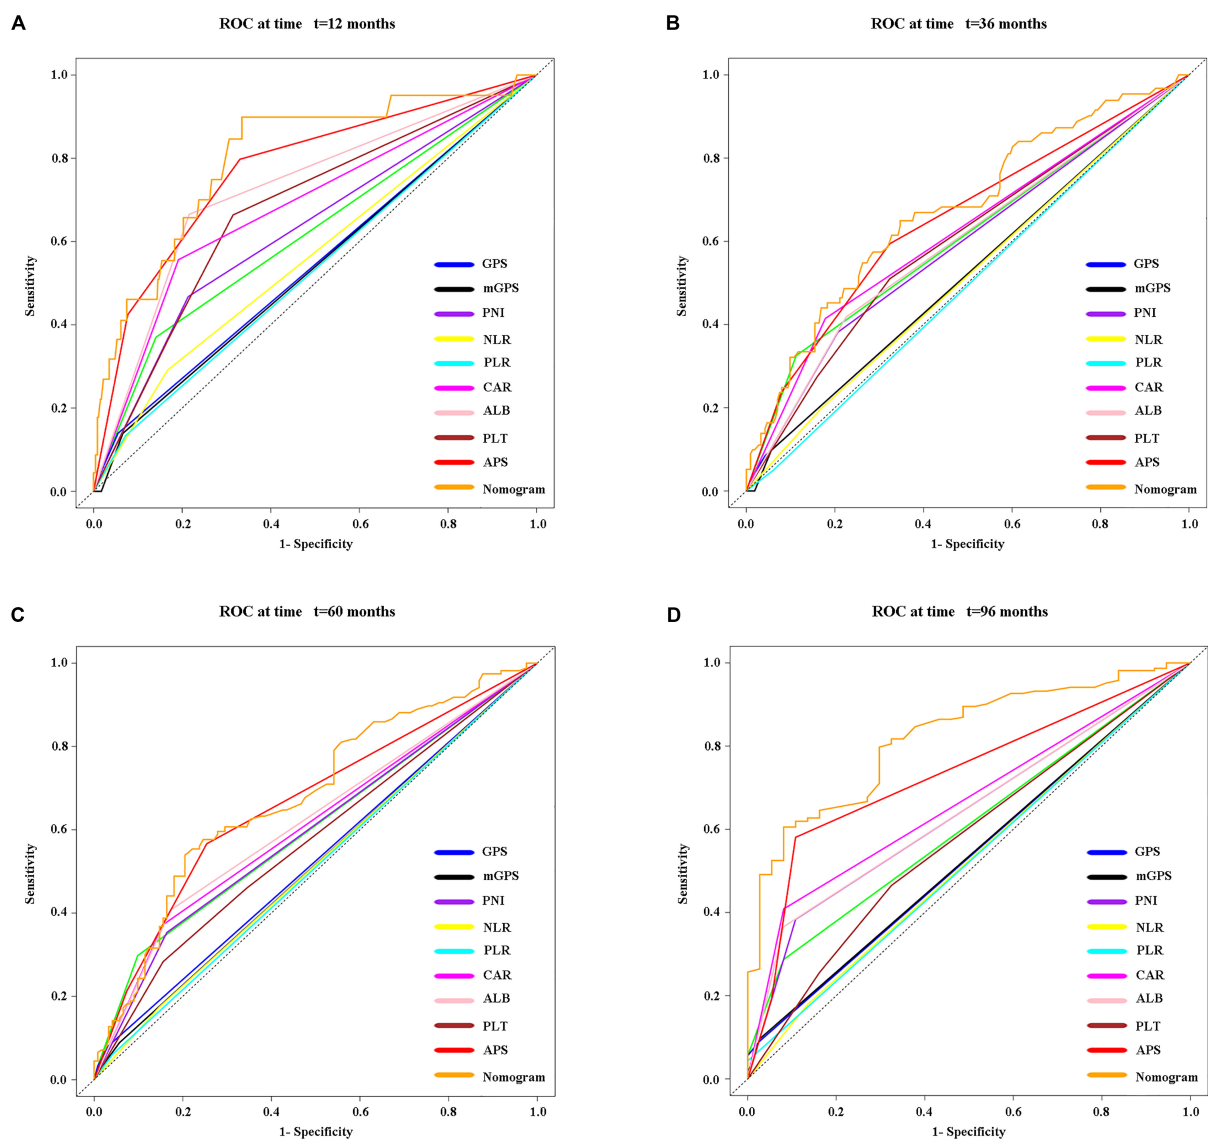 A
ROC at time t=12 months
1.0
0.8
0.6
0.4
0.2
0.0
Sensitivity
0.0 0.2 0.4 0.6 0.8 1.0
1- Specificity
GPS
mGPS
PNI
NLR
PLR
CAR
ALB
PLT
APS
Nomogram
B
ROC at time t=36 months
1.0
0.8
0.6
0.4
0.2
0.0
Sensitivity
0.0 0.2 0.4 0.6 0.8 1.0
1- Specificity
GPS
mGPS
PNI
NLR
PLR
CAR
ALB
PLT
APS
Nomogram
C
ROC at time t=60 months
1.0
0.8
0.6
0.4
0.2
0.0
Sensitivity
0.0 0.2 0.4 0.6 0.8 1.0
1- Specificity
GPS
mGPS
PNI
NLR
PLR
CAR
ALB
PLT
APS
Nomogram
D
ROC at time t=96 months
1.0
0.8
0.6
0.4
0.2
0.0
Sensitivity
0.0 0.2 0.4 0.6 0.8 1.0
1- Specificity
GPS
mGPS
PNI
NLR
PLR
CAR
ALB
PLT
APS
Nomogram